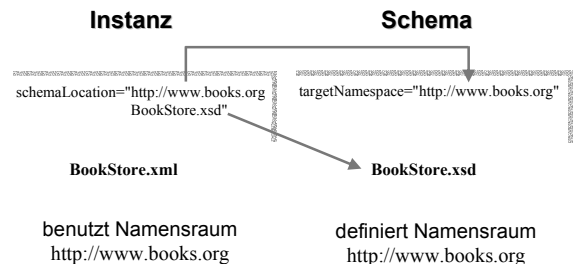 Instanz
Schema
schemaLocation="http://www.books.org
BookStore.xsd"
targetNamespace="http://www.books.org"
BookStore.xml
BookStore.xsd
benutzt Namensraum
http://www.books.org
definiert Namensraum
http://www.books.org